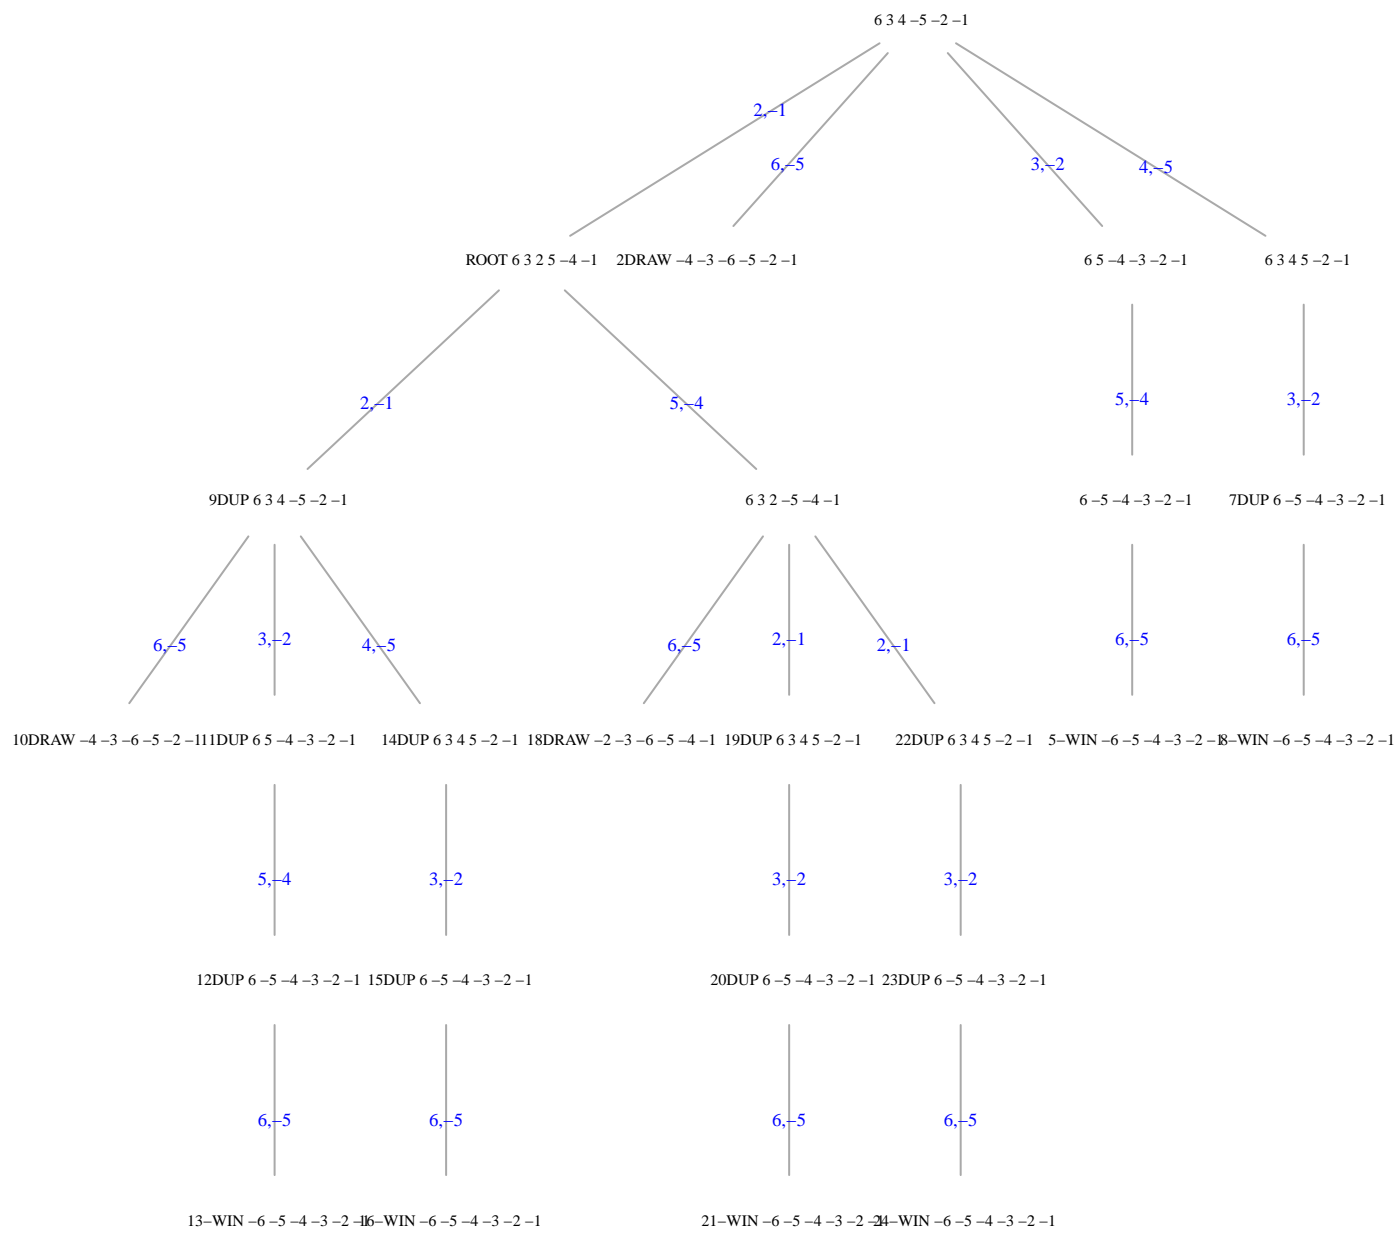 6 3 4 −5 −2 −1
2,−1
6,−5
3,−2
4,−5
ROOT 6 3 2 5 −4 −1
2DRAW −4 −3 −6 −5 −2 −1
6 5 −4 −3 −2 −1
6 3 4 5 −2 −1
2,−1
5,−4
5,−4
3,−2
9DUP 6 3 4 −5 −2 −1
6 3 2 −5 −4 −1
6 −5 −4 −3 −2 −1
7DUP 6 −5 −4 −3 −2 −1
6,−5
3,−2
4,−5
6,−5
2,−1
2,−1
6,−5
6,−5
10DRAW −4 −3 −6 −5 −2 −1
11DUP 6 5 −4 −3 −2 −1
14DUP 6 3 4 5 −2 −1
18DRAW −2 −3 −6 −5 −4 −1
19DUP 6 3 4 5 −2 −1
22DUP 6 3 4 5 −2 −1
5−WIN −6 −5 −4 −3 −2 −1
8−WIN −6 −5 −4 −3 −2 −1
5,−4
3,−2
3,−2
3,−2
12DUP 6 −5 −4 −3 −2 −1
15DUP 6 −5 −4 −3 −2 −1
20DUP 6 −5 −4 −3 −2 −1
23DUP 6 −5 −4 −3 −2 −1
6,−5
6,−5
6,−5
6,−5
13−WIN −6 −5 −4 −3 −2 −1
16−WIN −6 −5 −4 −3 −2 −1
21−WIN −6 −5 −4 −3 −2 −1
24−WIN −6 −5 −4 −3 −2 −1